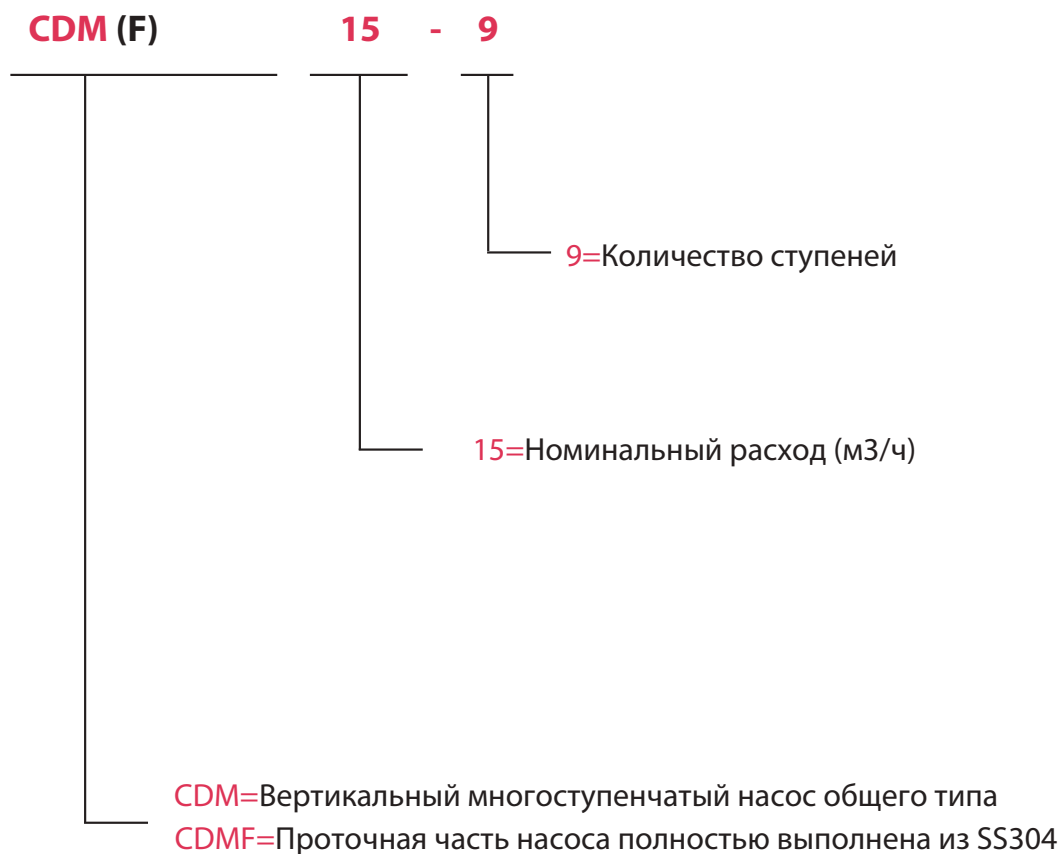 CDM (F) 15 - 9
9=Количество ступеней
15=Номинальный расход (м3/ч)
CDM=Вертикальный многоступенчатый насос общего типа
CDMF=Проточная часть насоса полностью выполнена из SS304